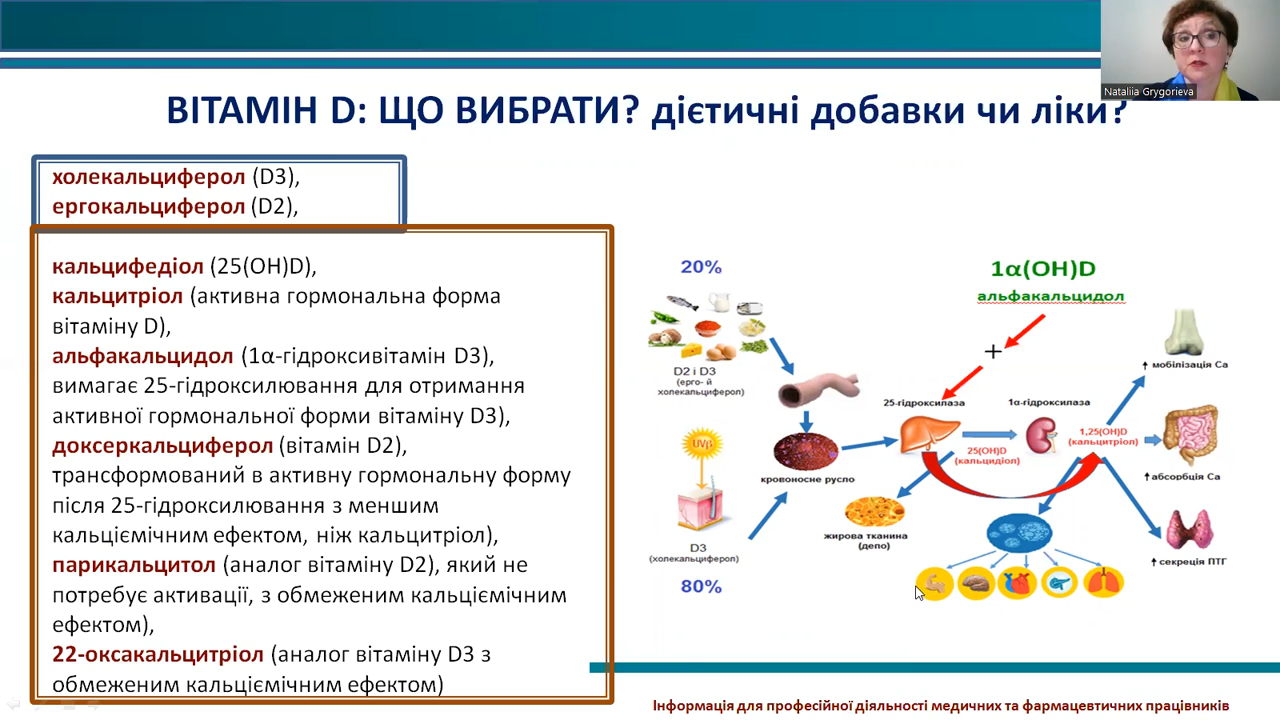 Nataliia Grygorieva
ВІТАМІН D: ЩО ВИБРАТИ? дієтичні добавки чи ліки?
холекальциферол (D3),
ергокальциферол (D2),
кальцифедіол (25(OH)D),
кальцитріол (активна гормональна форма
вітаміну D),
альфакальцидол (1α-гідроксивітамін D3),
вимагає 25-гідроксилювання для отримання
активної гормональної форми вітаміну D3),
доксеркальциферол (вітамін D2),
трансформований в активну гормональну форму
після 25-гідроксилювання з меншим
кальціємічним ефектом, ніж кальцитріол),
парикальцитол (аналог вітаміну D2), який не
потребує активації, з обмеженим кальціємічним
ефектом),
22-оксакальцитріол (аналог вітаміну D3 з
обмеженим кальціємічним ефектом)
20%
D2 і D3
(ерго- й
холекальциферол)
UVβ
D3
(холекальциферол)
80%
кровоносне русло
1α(OH)D
альфакальцидол
+
25-гідроксилаза
1α-гідроксилаза
25(OH)D
(кальцидіол)
1,25(OH)D
(кальцитріол)
жирова тканина
(депо)
↑ мобілізація Ca
↑абсорбція Ca
↑ секреція ПТГ
Інформація для професійної діяльності медичних та фармацевтичних працівників